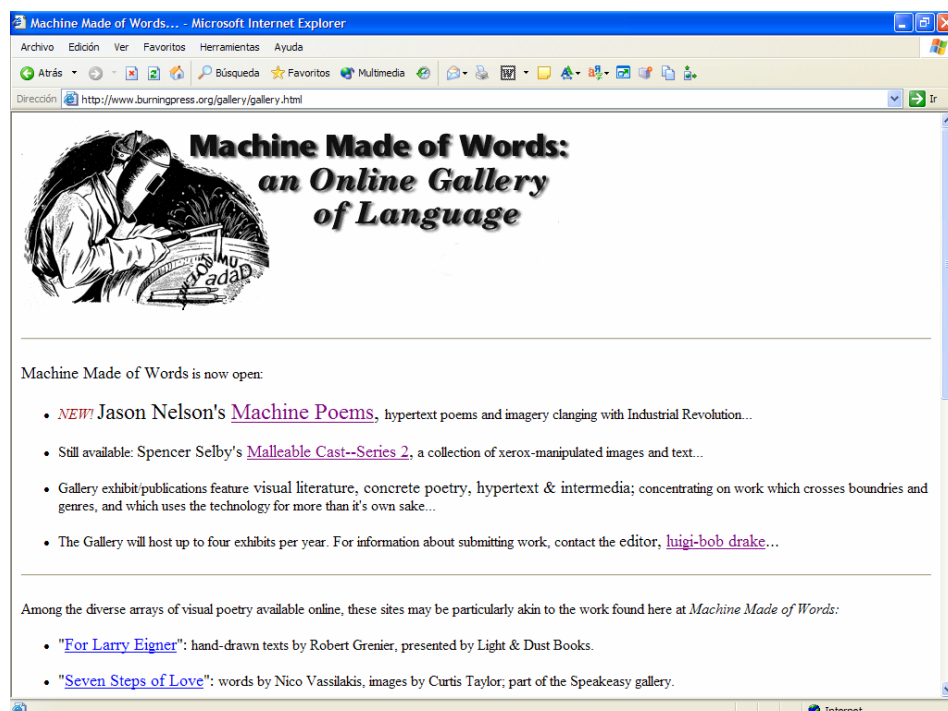 Machine Made of Words... - Microsoft Internet Explorer
Archivo Edición Ver Favoritos Herramientas Ayuda
Atrás Búsqueda Favoritos Multimedia
Dirección http://www.burningpress.org/gallery/gallery.html Ir
Machine Made of Words:
an Online Gallery
of Language
adaD
Machine Made of Words is now open:
NEW! Jason Nelson's Machine Poems, hypertext poems and imagery clanging with Industrial Revolution...
Still available: Spencer Selby's Malleable Cast--Series 2, a collection of xerox-manipulated images and text...
Gallery exhibit/publications feature visual literature, concrete poetry, hypertext & intermedia; concentrating on work which crosses boundries and
genres, and which uses the technology for more than it's own sake...
The Gallery will host up to four exhibits per year. For information about submitting work, contact the editor, luigi-bob drake...
Among the diverse arrays of visual poetry available online, these sites may be particularly akin to the work found here at Machine Made of Words:
"For Larry Eigner": hand-drawn texts by Robert Grenier, presented by Light & Dust Books.
"Seven Steps of Love": words by Nico Vassilakis, images by Curtis Taylor; part of the Speakeasy gallery.
Internet